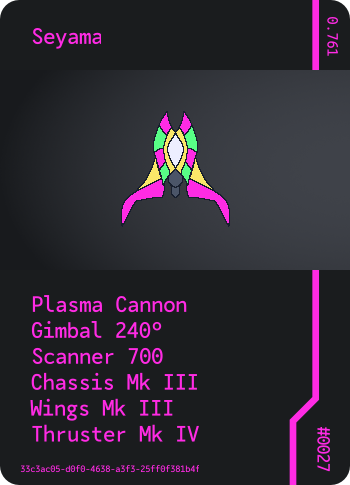 Seyama
0.761
Plasma Cannon
Gimbal 240°
Scanner 700
Chassis Mk III
Wings Mk III
Thruster Mk IV
#0027
33c3ac05-d0f0-4638-a3f3-25ff0f381b4f